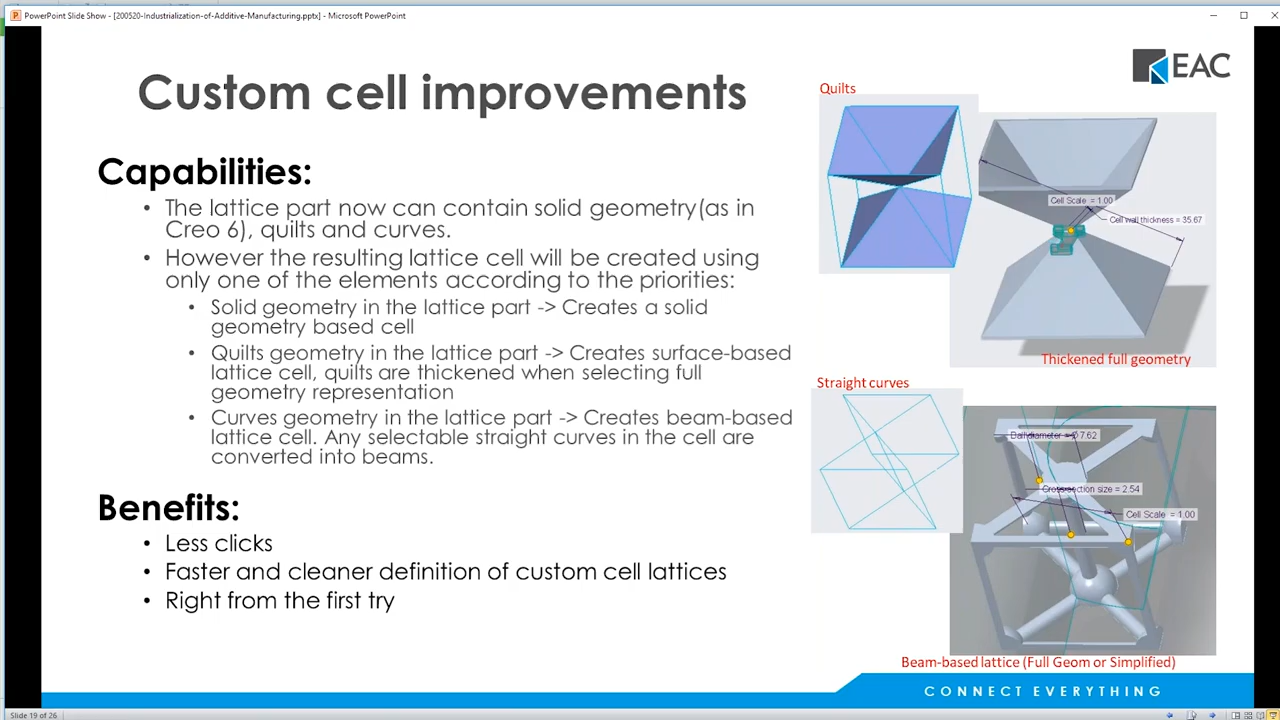 PowerPoint Slide Show - [200520-Industrialization-of-Additive-Manufacturing.pptx] - Microsoft PowerPoint
EAC
Custom cell improvements
Capabilities:
• The lattice part now can contain solid geometry(as in
Creo 6), quilts and curves.
• However the resulting lattice cell will be created using
only one of the elements according to the priorities:
• Solid geometry in the lattice part -> Creates a solid
geometry based cell
• Quilts geometry in the lattice part -> Creates surface-based
lattice cell, quilts are thickened when selecting full
geometry representation
• Curves geometry in the lattice part -> Creates beam-based
lattice cell. Any selectable straight curves in the cell are
converted into beams.
Benefits:
• Less clicks
• Faster and cleaner definition of custom cell lattices
• Right from the first try
Quilts
Cell Scale = 1.00
Cell wall thickness = 35.67
Thickened full geometry
Straight curves
Ball diameter = Ø 7.62
Cross-section size = 2.54
Cell Scale = 1.00
Beam-based lattice (Full Geom or Simplified)
CONNECT EVERYTHING
Slide 19 of 26